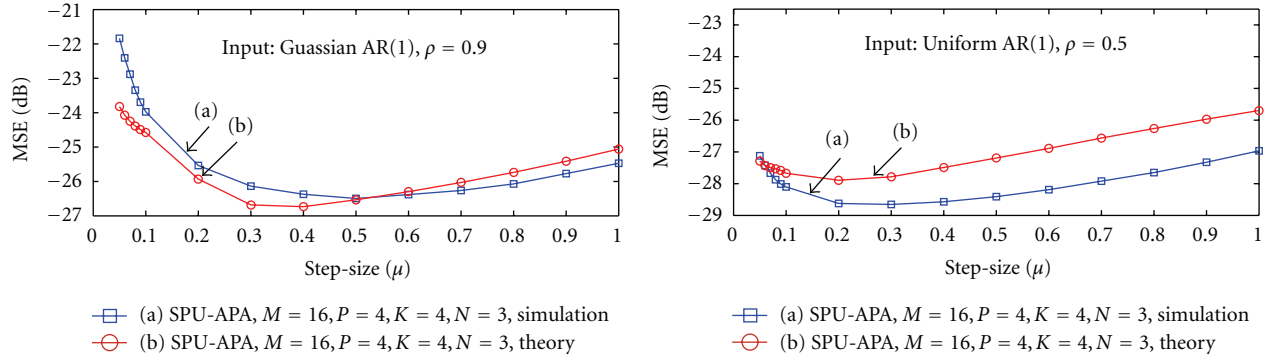 −21
−22
−23
−24
−25
−26
−27
MSE (dB)
Input: Guassian AR(1), ρ = 0.9
(a)
(b)
0 0.1 0.2 0.3 0.4 0.5 0.6 0.7 0.8 0.9 1
Step-size (μ)
(a) SPU-APA, M = 16, P = 4, K = 4, N = 3, simulation
(b) SPU-APA, M = 16, P = 4, K = 4, N = 3, theory
−23
−24
−25
−26
−27
−28
−29
MSE (dB)
Input: Uniform AR(1), ρ = 0.5
(a)
(b)
0 0.1 0.2 0.3 0.4 0.5 0.6 0.7 0.8 0.9 1
Step-size (μ)
(a) SPU-APA, M = 16, P = 4, K = 4, N = 3, simulation
(b) SPU-APA, M = 16, P = 4, K = 4, N = 3, theory